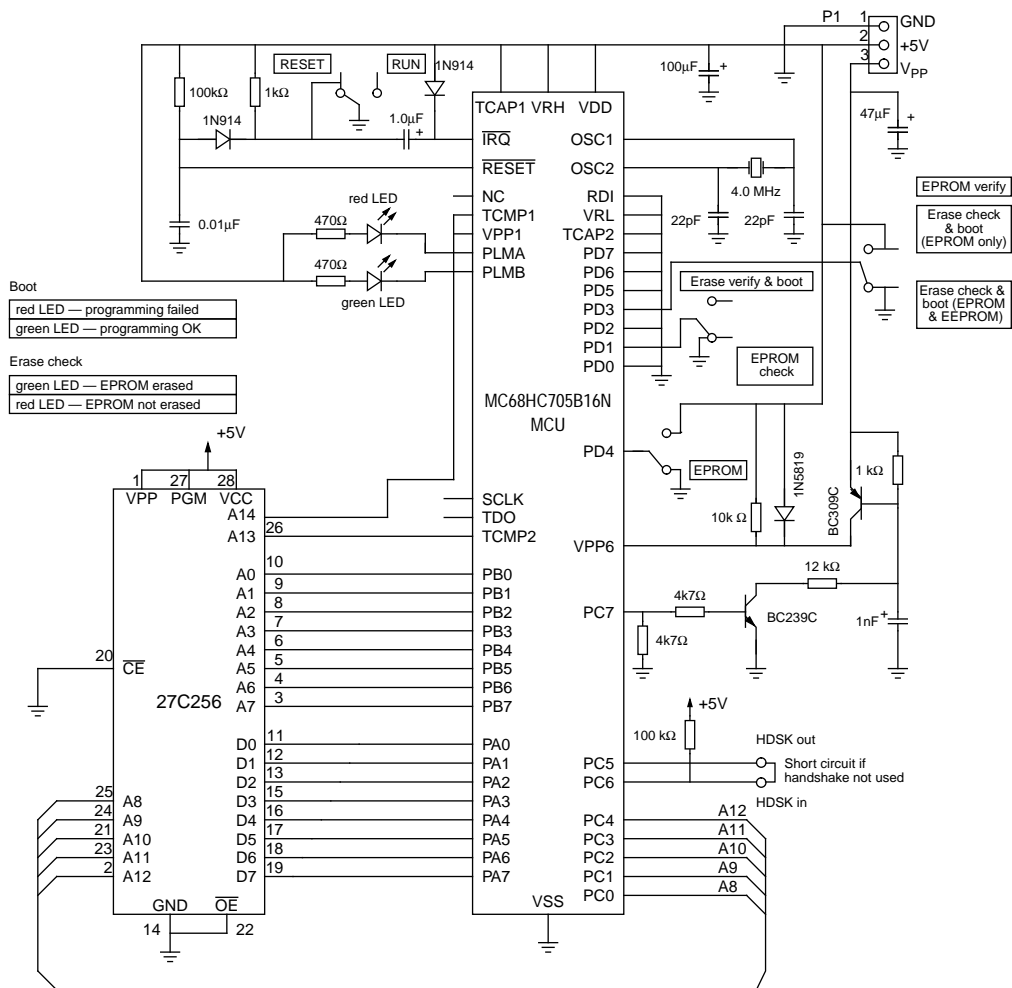 P1
1
GND
2
+5V
3
VPP
RESET
RUN
1N914
100µF
+
100kΩ
1kΩ
TCAP1 VRH VDD
47µF
+
1N914
1.0µF
+
IRQ
OSC1
RESET
OSC2
4.0 MHz
EPROM verify
NC
RDI
red LED
TCMP1
VRL
22pF
22pF
Erase check
& boot
(EPROM only)
0.01µF
470Ω
VPP1
TCAP2
PLMA
PD7
470Ω
PLMB
PD6
Erase verify & boot
green LED
PD5
Erase check &
boot (EPROM
& EEPROM)
Boot
PD3
red LED — programming failed
PD2
green LED — programming OK
PD1
Erase check
PD0
EPROM
check
green LED — EPROM erased
red LED — EPROM not erased
MC68HC705B16N
MCU
+5V
PD4
EPROM
1N5819
1 kΩ
BC309C
1
27
28
VPP PGM VCC
SCLK
A14
TDO
10k Ω
26
A13
TCMP2
VPP6
10
A0
PB0
12 kΩ
9
A1
PB1
8
A2
PB2
PC7
4k7Ω
BC239C
1nF
+
7
A3
PB3
4k7Ω
6
A4
PB4
20
CE
5
A5
PB5
4
A6
PB6
27C256
3
A7
PB7
+5V
11
D0
PA0
100 kΩ
HDSK out
12
D1
PA1
PC5
Short circuit if
handshake not used
13
D2
PA2
PC6
25
A8
15
D3
PA3
HDSK in
24
A9
16
D4
PA4
PC4
A12
21
A10
17
D5
PA5
PC3
A11
23
A11
18
D6
PA6
PC2
A10
2
A12
19
D7
PA7
PC1
A9
PC0
A8
GND OE
VSS
14
22